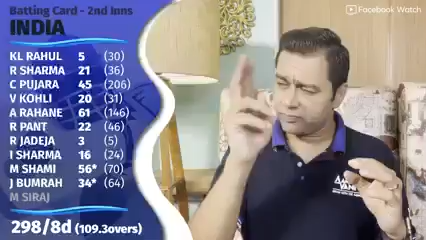 Batting Card - 2nd Inns
INDIA
KL RAHUL 5 (30)
R SHARMA 21 (36)
C PUJARA 45 (206)
V KOHLI 20 (31)
A RAHANE 61 (146)
R PANT 22 (46)
R JADEJA 3 (5)
I SHARMA 16 (24)
M SHAMI 56* (70)
J BUMRAH 34* (64)
M SIRAJ
298/8d (109.3overs)
Facebook Watch